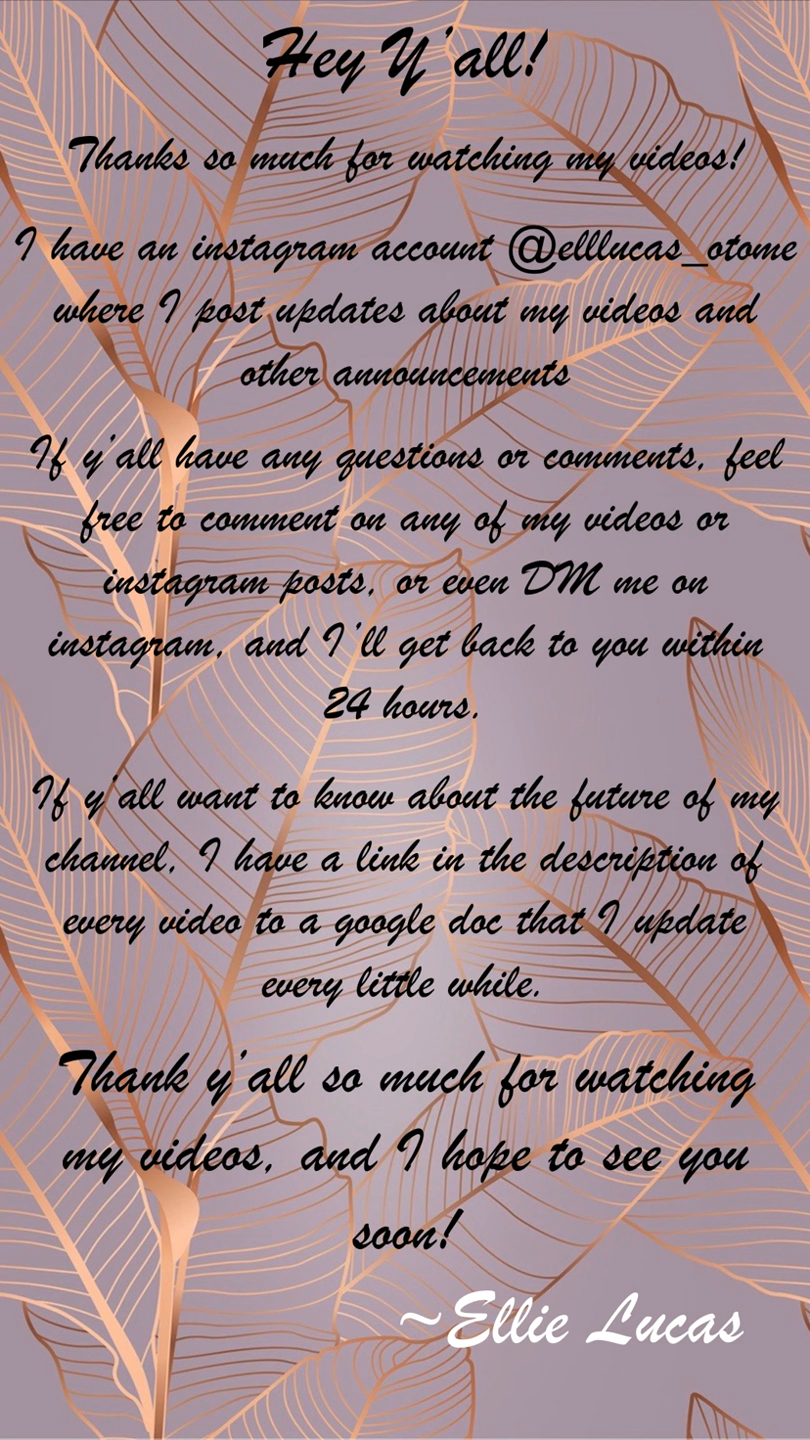 Hey Y'all!
Thanks so much for watching my videos!
I have an instagram account @elllucas_otome
where I post updates about my videos and
other announcements
If y'all have any questions or comments, feel
free to comment on any of my videos or
instagram posts, or even DM me on
instagram, and I'll get back to you within
24 hours.
If y'all want to know about the future of my
channel, I have a link in the description of
every video to a google doc that I update
every little while.
Thank y'all so much for watching
my videos, and I hope to see you
soon!
~Ellie Lucas